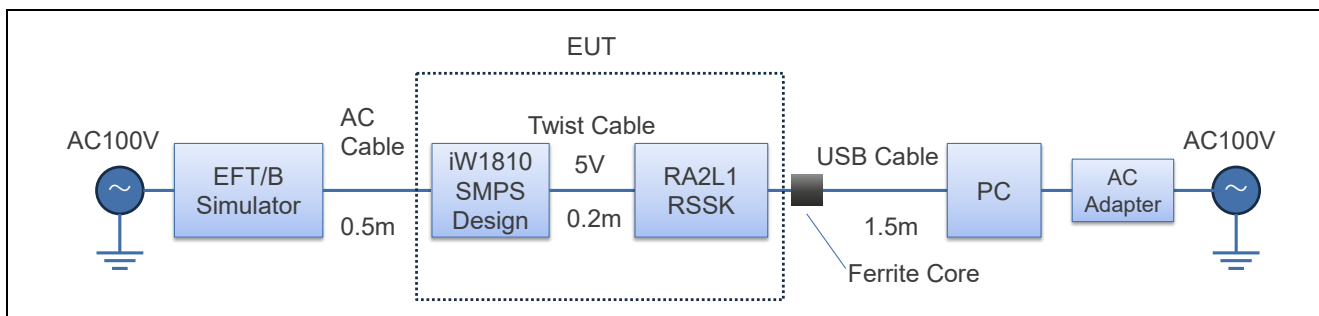 EUT
AC
Cable
Twist Cable
AC100V
AC100V
USB Cable
EFT/B
Simulator
iW1810
SMPS
Design
5V
RA2L1
RSSK
PC
AC
Adapter
0.5m
0.2m
1.5m
Ferrite Core